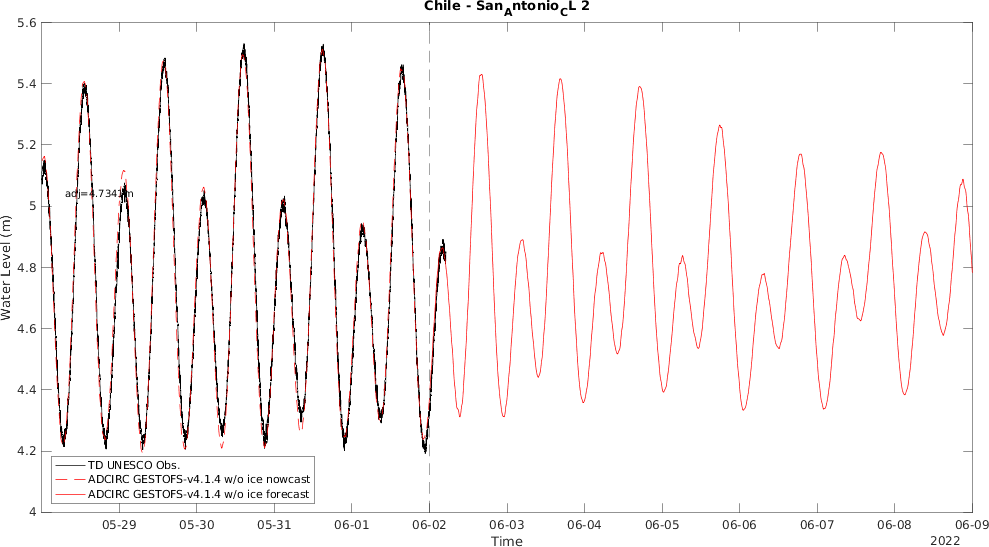 Chile - San_Antonio_CL 2
5.6
5.4
5.2
5
4.8
4.6
4.4
4.2
4
Water Level (m)
adj=4.7341m
TD UNESCO Obs.
ADCIRC GESTOFS-v4.1.4 w/o ice nowcast
ADCIRC GESTOFS-v4.1.4 w/o ice forecast
05-29 05-30 05-31 06-01 06-02 06-03 06-04 06-05 06-06 06-07 06-08 06-09
Time
2022